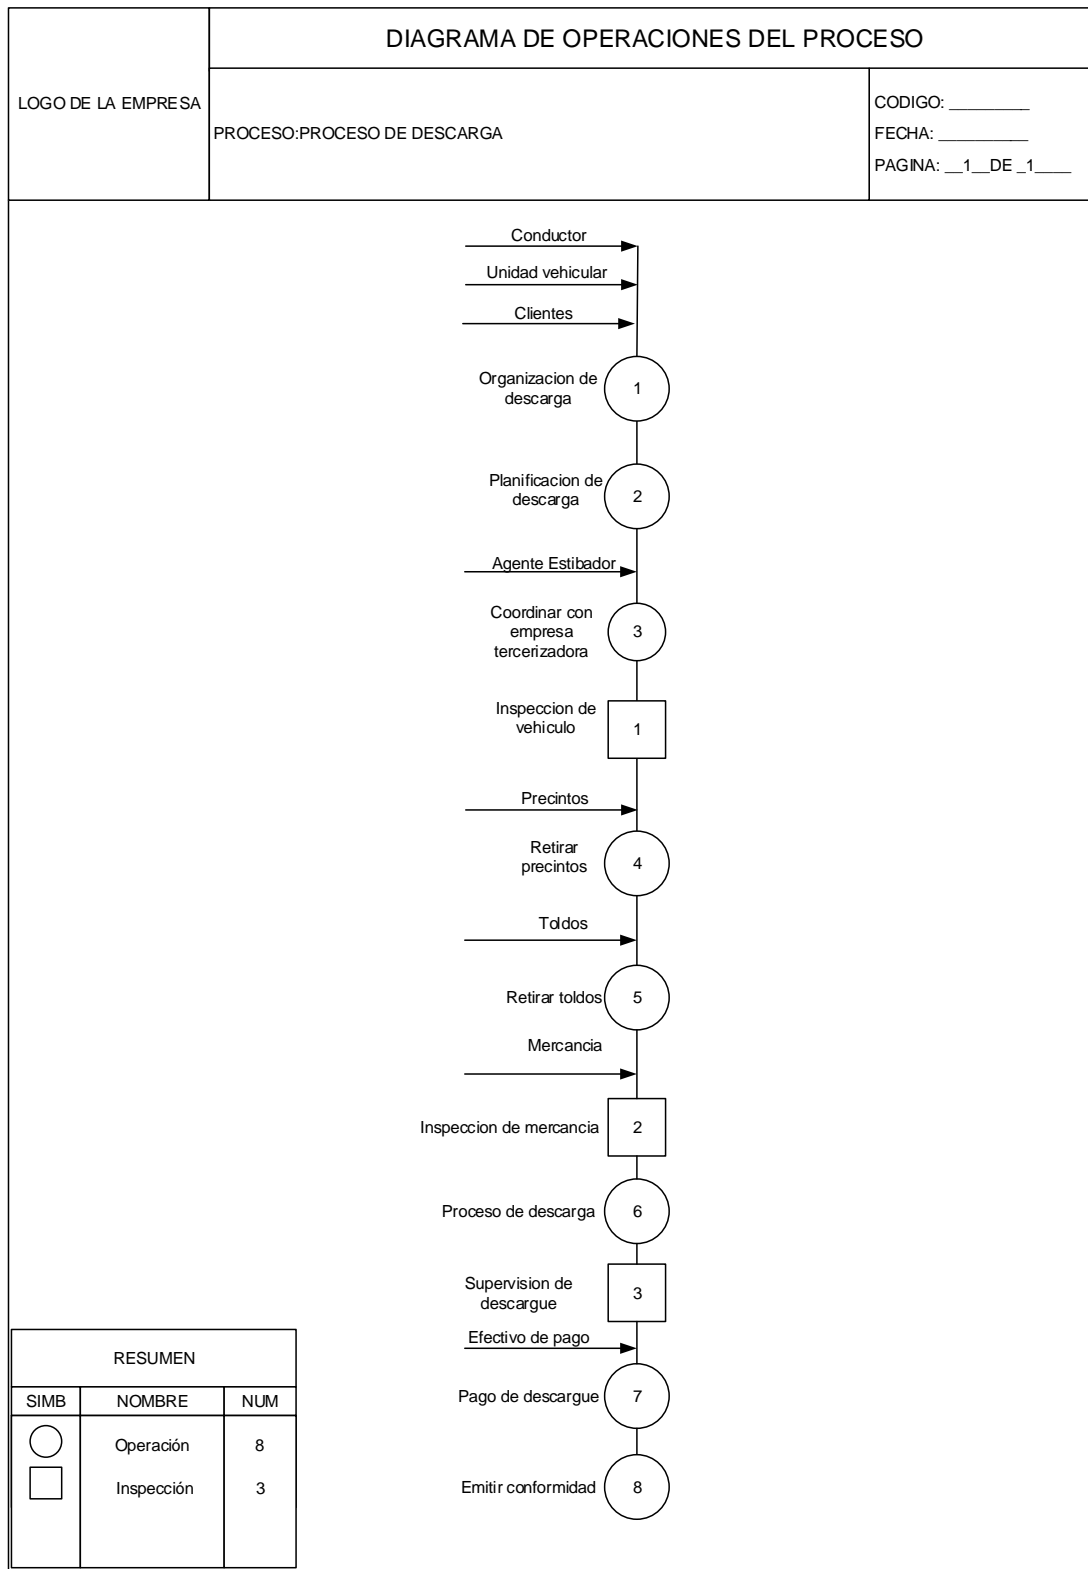 DIAGRAMA DE OPERACIONES DEL PROCESO
LOGO DE LA EMPRESA
PROCESO:PROCESO DE DESCARGA
CODIGO: _________
FECHA: __________
PAGINA: __1__DE _1____
Conductor
Unidad vehicular
Clientes
Organizacion de
descarga
1
Planificacion de
descarga
2
Agente Estibador
Coordinar con
empresa
tercerizadora
3
Inspeccion de
vehiculo
1
Precintos
Retirar
precintos
4
Toldos
Retirar toldos
5
Mercancia
Inspeccion de mercancia
2
Proceso de descarga
6
Supervision de
descargue
3
Efectivo de pago
Pago de descargue
7
Emitir conformidad
8
RESUMEN
SIMB NOMBRE NUM
Operación 8
Inspección 3